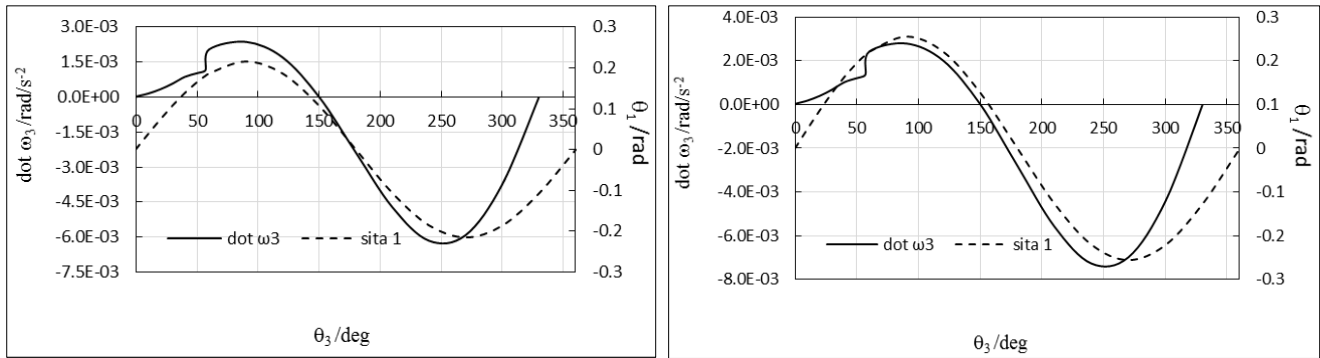 3.0E-03
1.5E-03
0.0E+00
-1.5E-03
-3.0E-03
-4.5E-03
-6.0E-03
-7.5E-03
dot ω3 /rad/s-2
0 50 100 150 200 250 300 350
0.3
0.2
0.1
0
-0.1
-0.2
-0.3
θ1 /rad
dot ω3 sita 1
θ3 /deg
4.0E-03
2.0E-03
0.0E+00
-2.0E-03
-4.0E-03
-6.0E-03
-8.0E-03
dot ω3 /rad/s-2
0 50 100 150 200 250 300 350
0.3
0.2
0.1
0
-0.1
-0.2
-0.3
θ1 /rad
dot ω3 sita 1
θ3 /deg